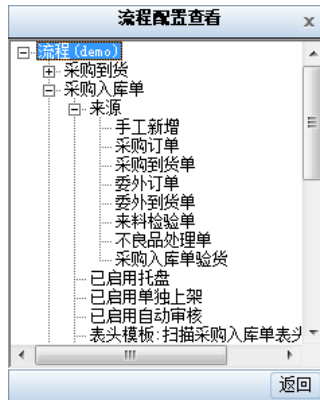 流程配置查看
流程(demo)
采购到货
采购入库单
来源
手工新增
采购订单
采购到货单
委外订单
委外到货单
来料检验单
不良品处理单
采购入库单验货
已启用托盘
已启用单独上架
已启用自动审核
表头模板:扫描采购入库单表头
返回